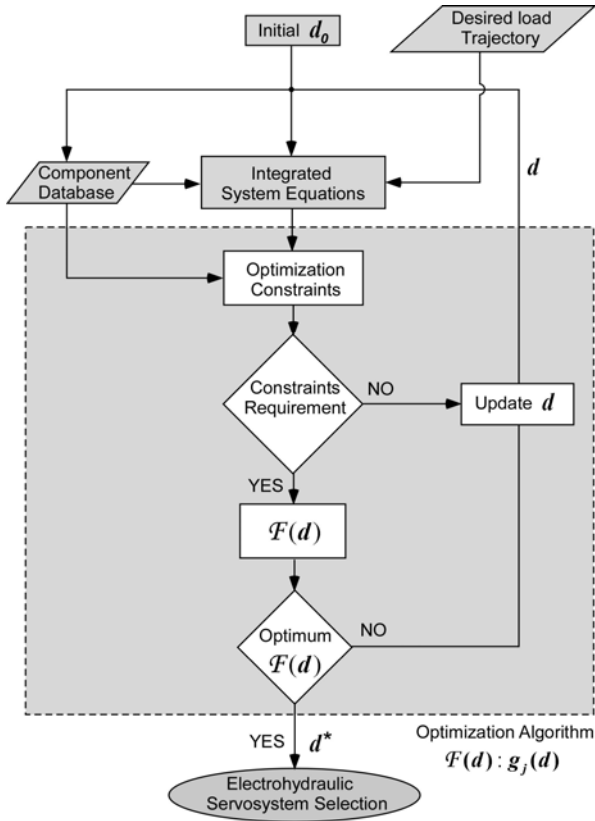 Initial d₀
Desired load
Trajectory
Component
Database
Integrated
System Equations
d
Optimization
Constraints
Constraints
Requirement
NO
Update d
YES
ℱ(d)
Optimum
ℱ(d)
NO
YES d*
Optimization Algorithm
ℱ(d) : gⱼ(d)
Electrohydraulic
Servosystem Selection